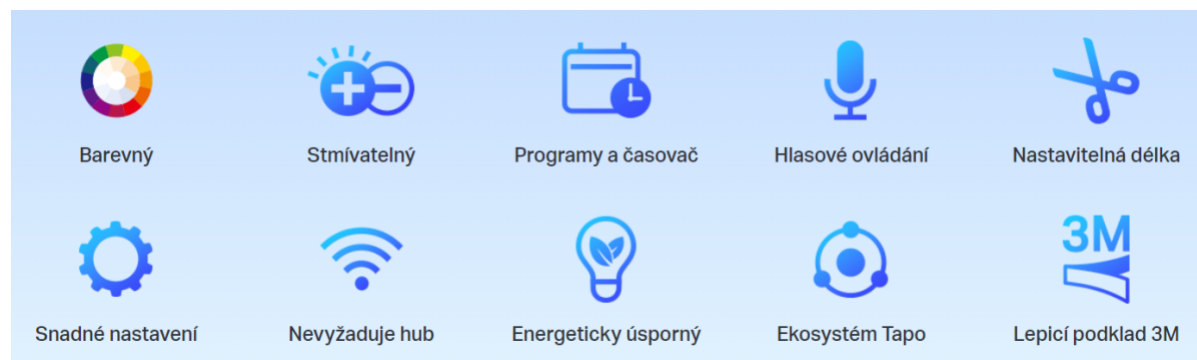 Barevný
Stmívatelný
Programy a časovač
Hlasové ovládání
Nastavitelná délka
3M
Snadné nastavení
Nevyžaduje hub
Energeticky úsporný
Ekosystém Tapo
Lepicí podklad 3M